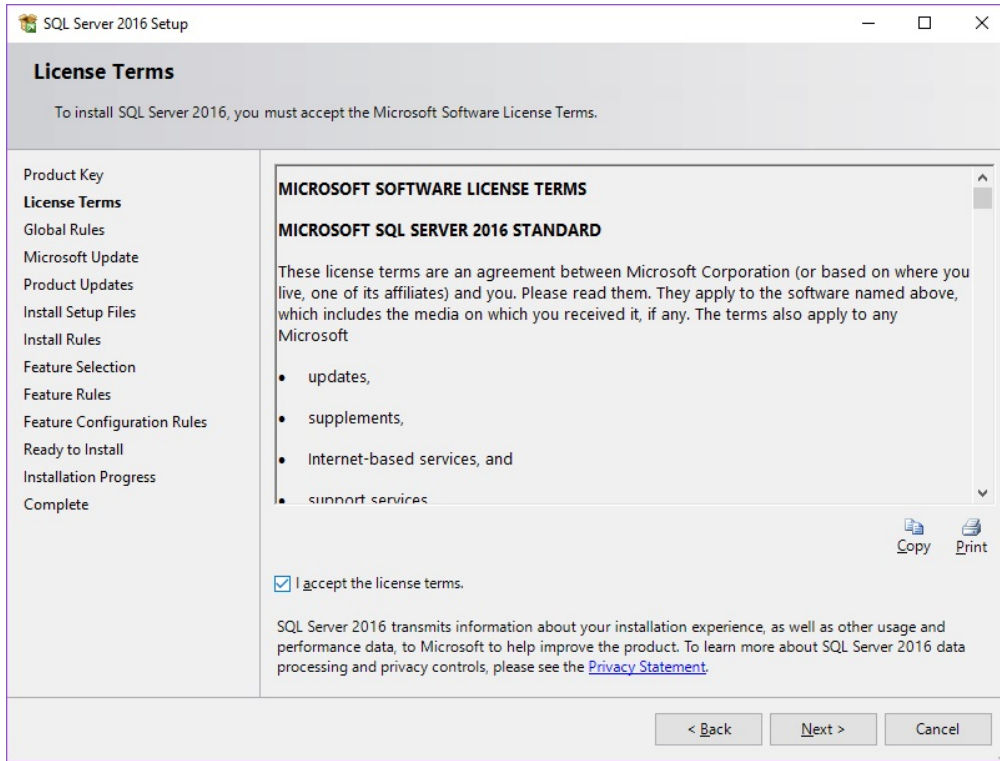 SQL Server 2016 Setup
License Terms
To install SQL Server 2016, you must accept the Microsoft Software License Terms.
Product Key
License Terms
Global Rules
Microsoft Update
Product Updates
Install Setup Files
Install Rules
Feature Selection
Feature Rules
Feature Configuration Rules
Ready to Install
Installation Progress
Complete
MICROSOFT SOFTWARE LICENSE TERMS
MICROSOFT SQL SERVER 2016 STANDARD
These license terms are an agreement between Microsoft Corporation (or based on where you
live, one of its affiliates) and you. Please read them. They apply to the software named above,
which includes the media on which you received it, if any. The terms also apply to any
Microsoft
• updates,
• supplements,
• Internet-based services, and
• support services
Copy
Print
I accept the license terms.
SQL Server 2016 transmits information about your installation experience, as well as other usage and
performance data, to Microsoft to help improve the product. To learn more about SQL Server 2016 data
processing and privacy controls, please see the Privacy Statement.
< Back
Next >
Cancel